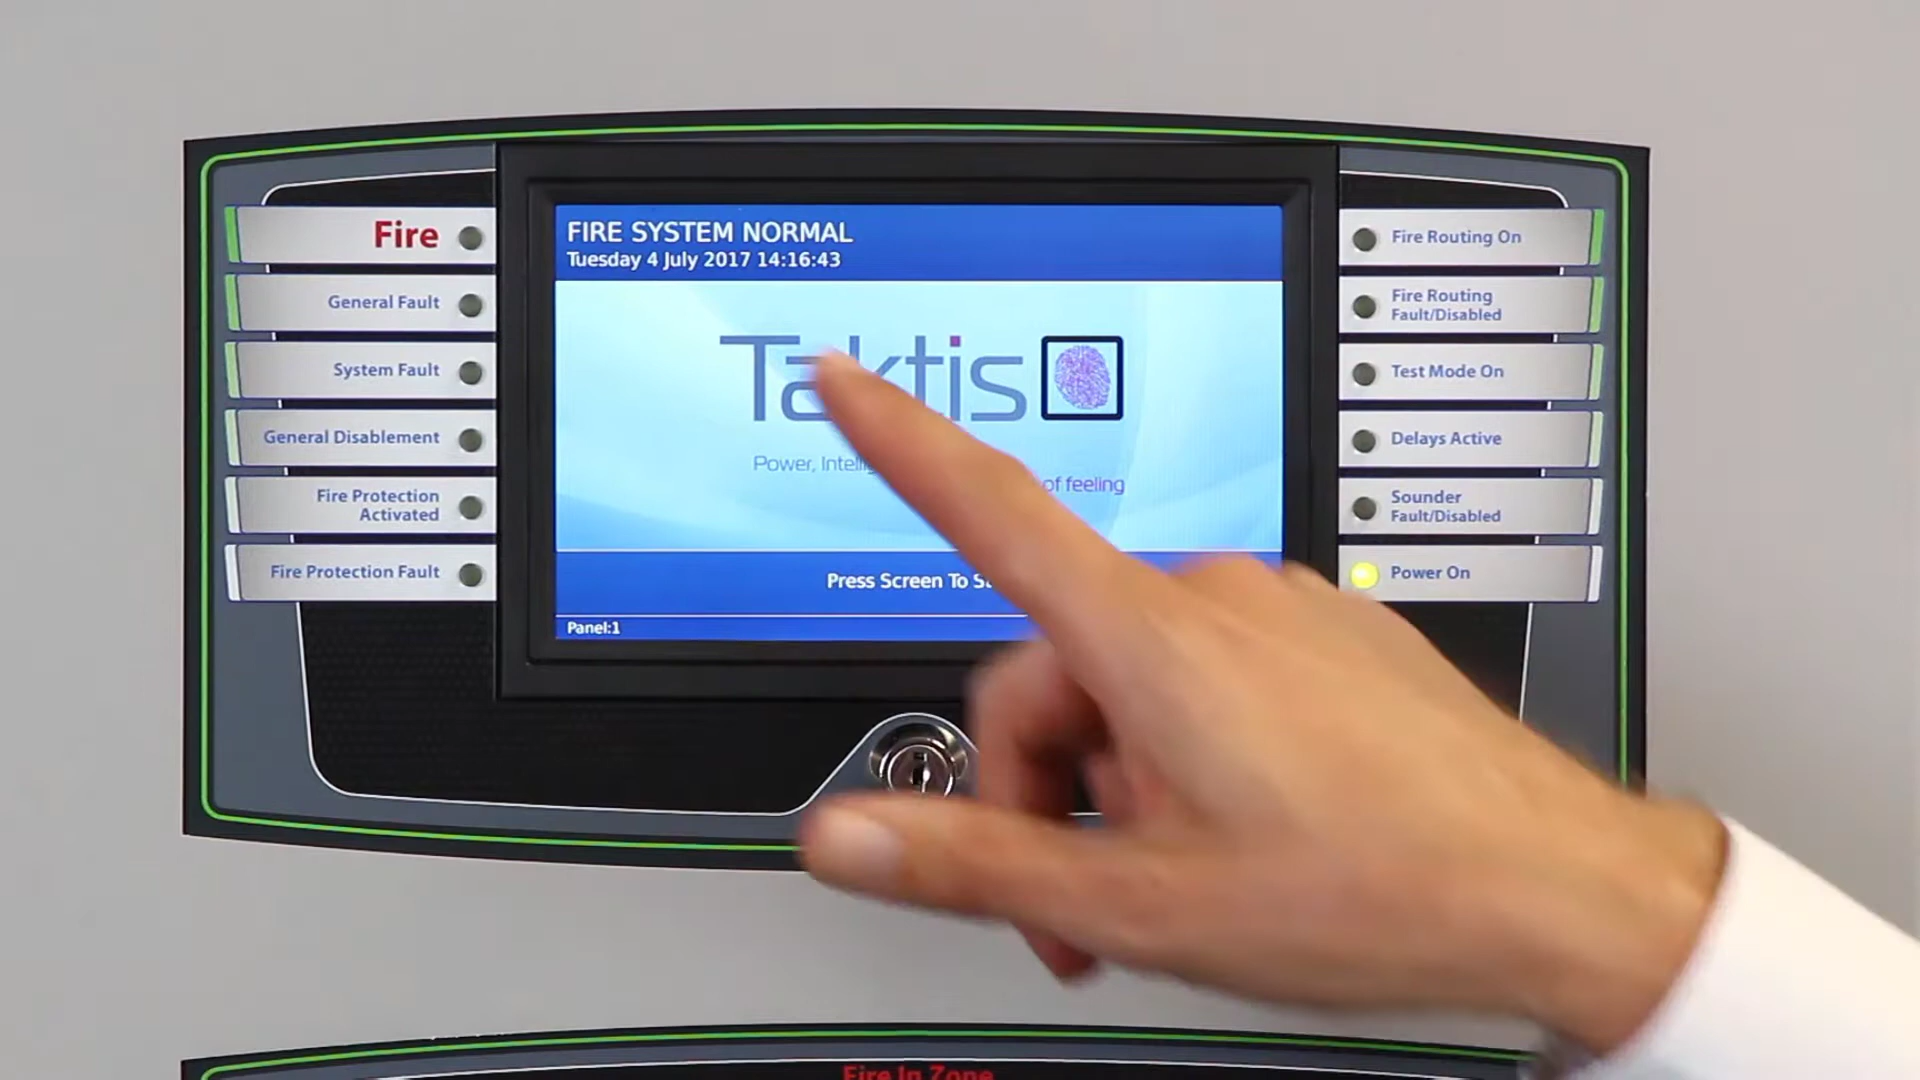 FIRE SYSTEM NORMAL
Tuesday 4 July 2017 14:16:43
Fire
General Fault
System Fault
General Disablement
Fire Protection
Activated
Fire Protection Fault
Taktis
Power,
of feeling
Press Screen To
Panel:1
Fire Routing On
Fire Routing
Fault/Disabled
Test Mode On
Delays Active
Sounder
Fault/Disabled
Power On
Fire In Zone